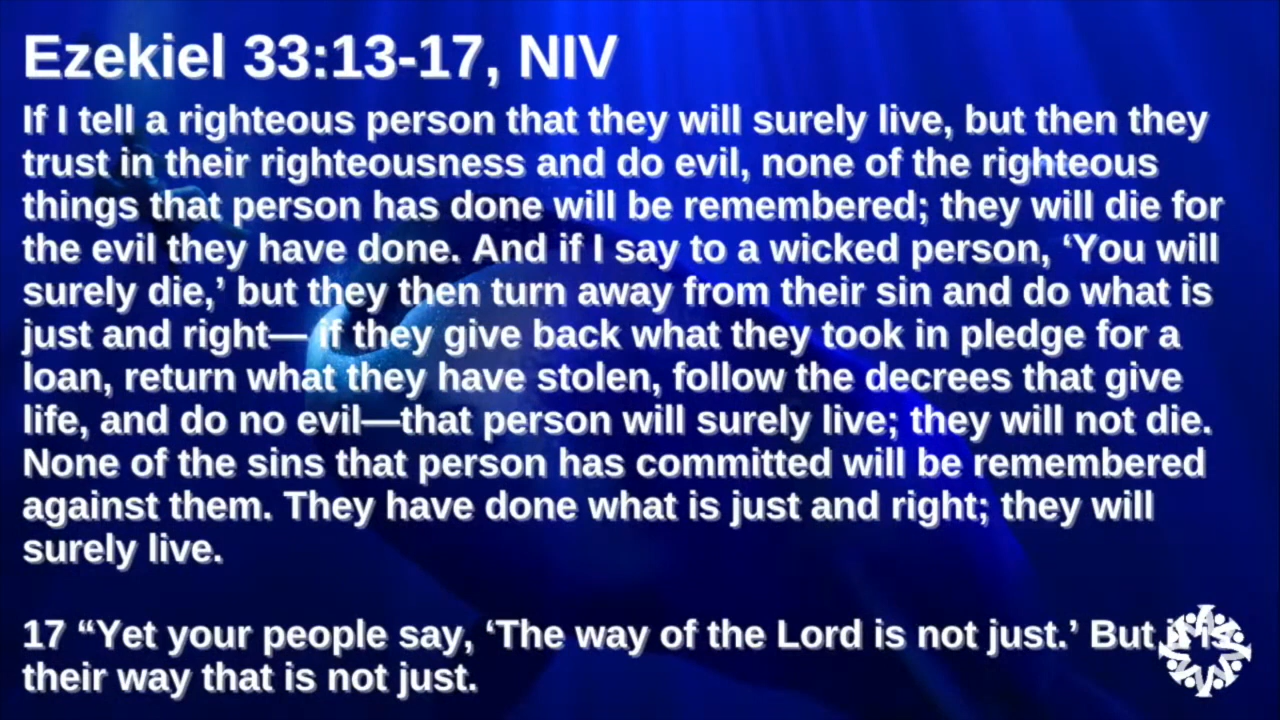 Ezekiel 33:13-17, NIV
If I tell a righteous person that they will surely live, but then they
trust in their righteousness and do evil, none of the righteous
things that person has done will be remembered; they will die for
the evil they have done. And if I say to a wicked person, ‘You will
surely die,’ but they then turn away from their sin and do what is
just and right— if they give back what they took in pledge for a
loan, return what they have stolen, follow the decrees that give
life, and do no evil—that person will surely live; they will not die.
None of the sins that person has committed will be remembered
against them. They have done what is just and right; they will
surely live.
17 “Yet your people say, ‘The way of the Lord is not just.’ But
their way that is not just.